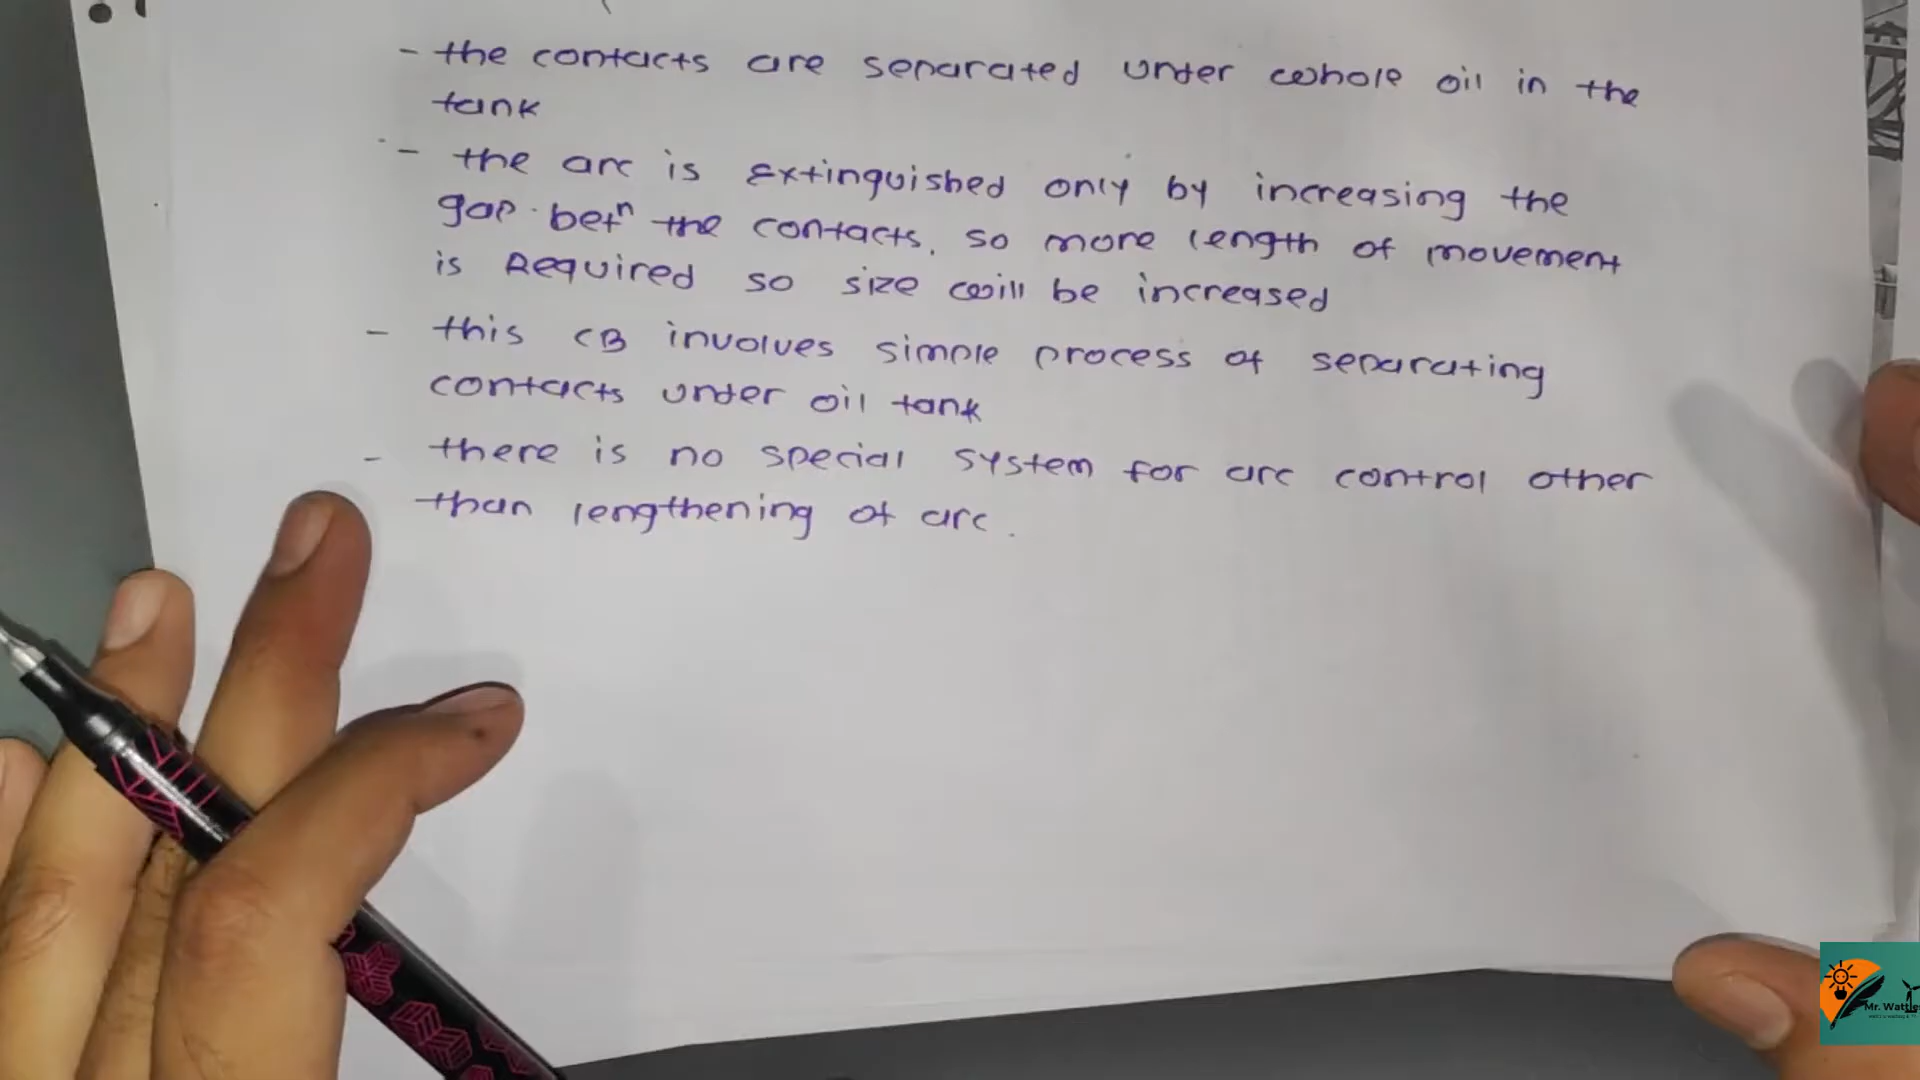 - the contacts are separated under whole oil in the
tank
- the arc is Extinguished only by increasing the
gap betn the contacts. so more length of movement
is Required so size will be increased
- this CB involves simple process of separating
contacts under oil tank
- there is no special system for arc control other
than lengthening of arc.
Mr. Wattle